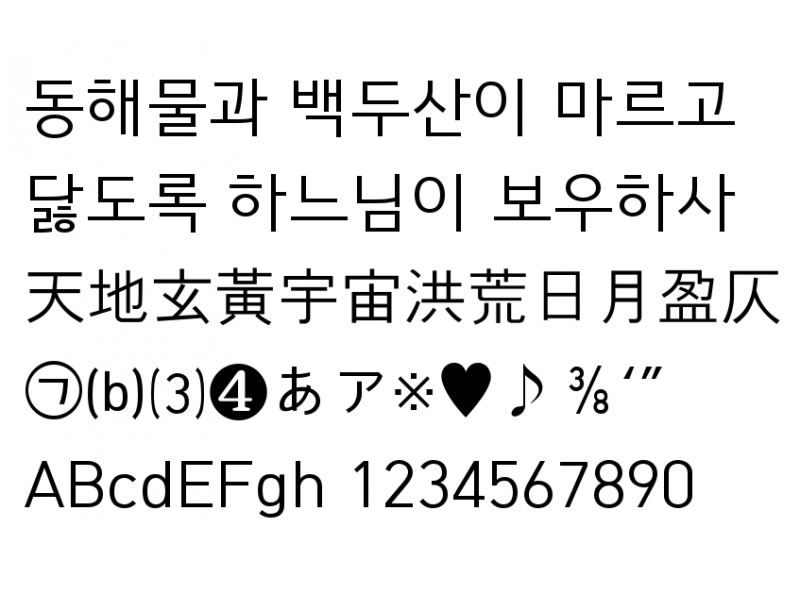 동해물과 백두산이 마르고
닳도록 하느님이 보우하사
天地玄黃宇宙洪荒日月盈仄
㉠⒝⑶❹あア※♥♪⅜‘”
ABcdEFgh 1234567890